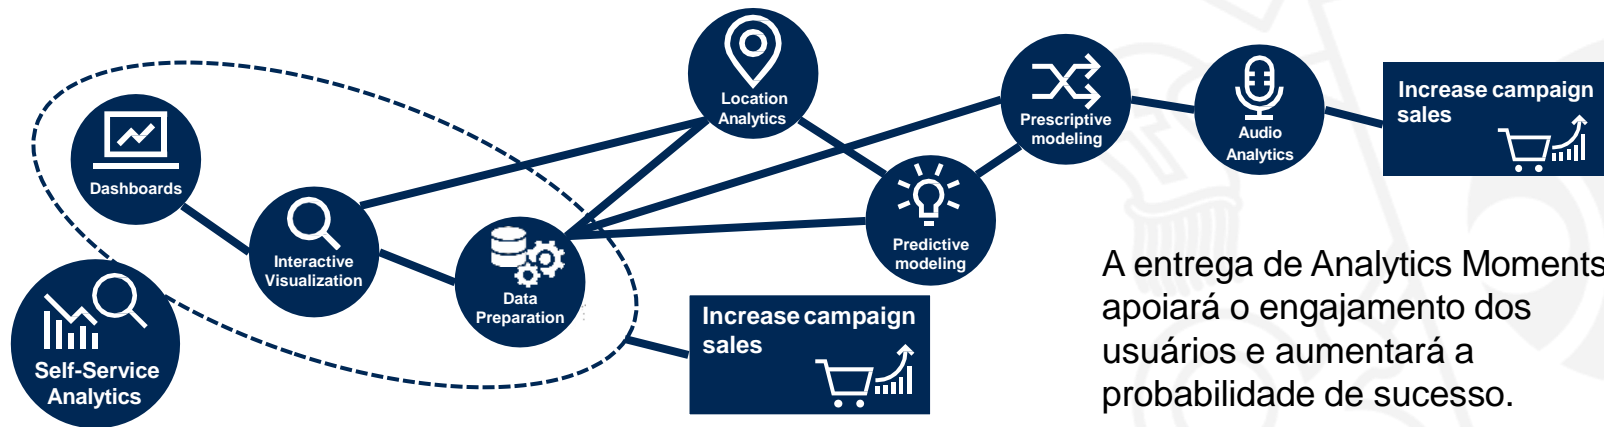 Location
Analytics
Prescriptive
modeling
Audio
Analytics
Increase campaign
sales
Dashboards
Interactive
Visualization
Data
Preparation
Predictive
modeling
Self-Service
Analytics
Increase campaign
sales
A entrega de Analytics Moments
apoiará o engajamento dos
usuários e aumentará a
probabilidade de sucesso.